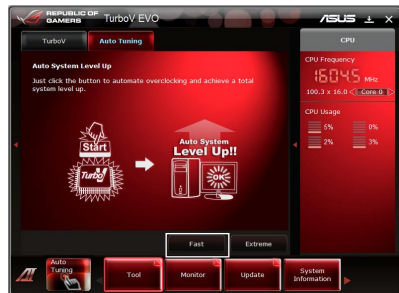 REPUBLIC OF
GAMERS
TurboV EVO
ASUS
TurboV
Auto Tuning
CPU
Auto System Level Up
Just click the button to automate overclocking and achieve a total
system level up.
Start
Turbo
Auto System
Level Up!!
OK
CPU Frequency
1604.5 MHz
100.3 x 16.0 Core 0
CPU Usage
5% 0%
2% 3%
Fast
Extreme
Auto
Tuning
Tool
Monitor
Update
System
Information